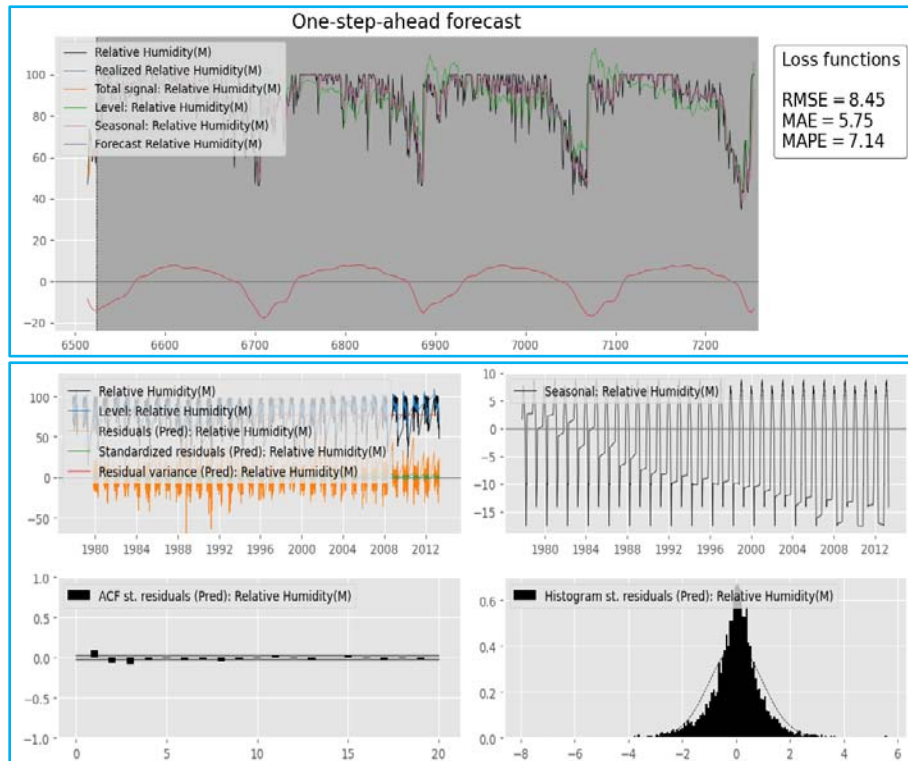 One-step-ahead forecast
Relative Humidity(M)
Realized Relative Humidity(M)
Total signal: Relative Humidity(M)
Level: Relative Humidity(M)
Seasonal: Relative Humidity(M)
Forecast Relative Humidity(M)
100
80
60
40
20
0
−20
6500 6600 6700 6800 6900 7000 7100 7200
Loss functions
RMSE = 8.45
MAE = 5.75
MAPE = 7.14
Relative Humidity(M)
Level: Relative Humidity(M)
Residuals (Pred): Relative Humidity(M)
Standardized residuals (Pred): Relative Humidity(M)
Residual variance (Pred): Relative Humidity(M)
100
50
0
−50
1980 1984 1988 1992 1996 2000 2004 2008 2012
Seasonal: Relative Humidity(M)
10
5
0
−5
−10
−15
1980 1984 1988 1992 1996 2000 2004 2008 2012
ACF st. residuals (Pred): Relative Humidity(M)
1.0
0.5
0.0
−0.5
−1.0
0 5 10 15 20
Histogram st. residuals (Pred): Relative Humidity(M)
0.6
0.4
0.2
0.0
−8 −6 −4 −2 0 2 4 6